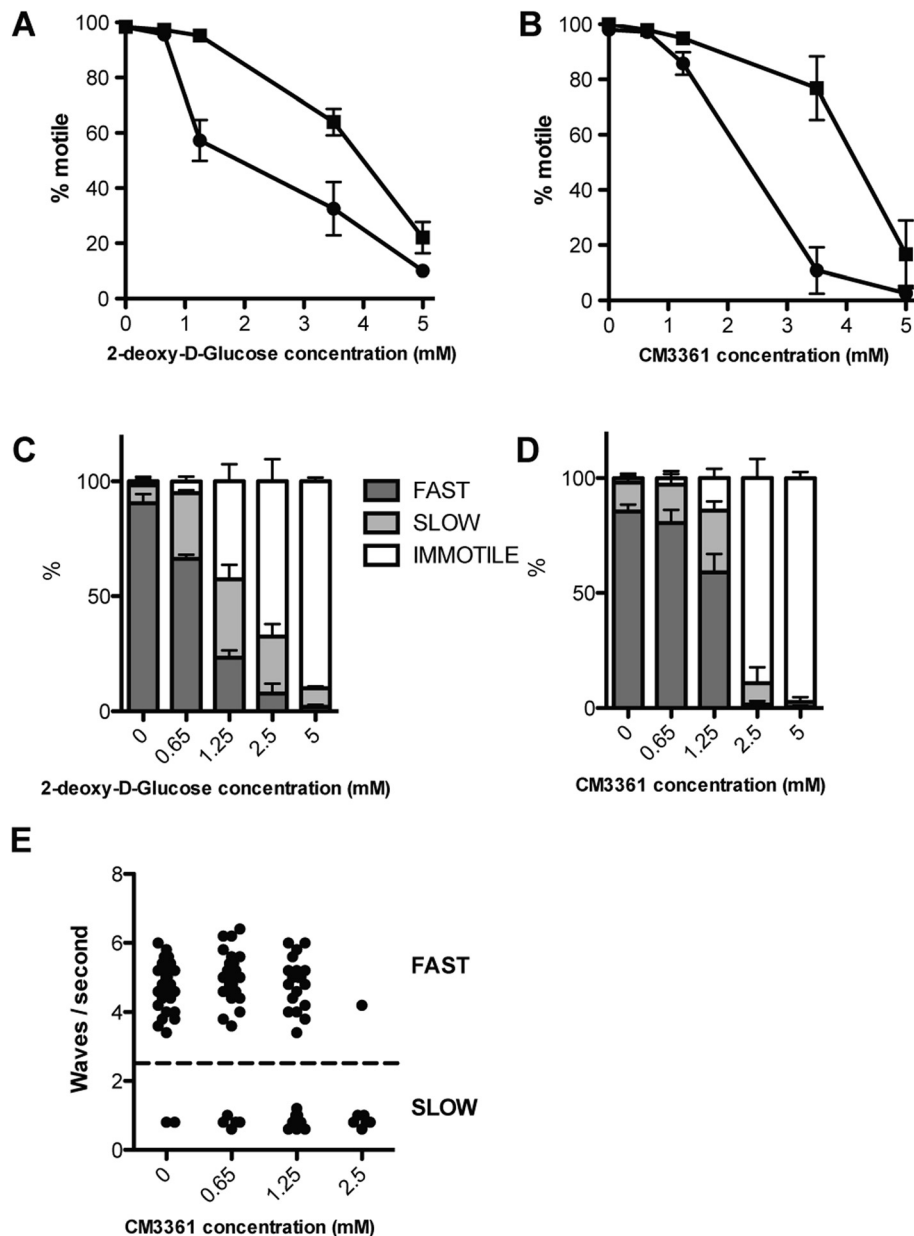 A
% motile
100
80
60
40
20
0
0 1 2 3 4 5
2-deoxy-D-Glucose concentration (mM)
B
% motile
100
80
60
40
20
0
0 1 2 3 4 5
CM3361 concentration (mM)
C
%
100
50
0
0 0.65 1.25 2.5 5
2-deoxy-D-Glucose concentration (mM)
FAST
SLOW
IMMOTILE
D
%
100
50
0
0 0.65 1.25 2.5 5
CM3361 concentration (mM)
E
Waves / second
8
6
4
2
0
FAST
SLOW
0 0.65 1.25 2.5
CM3361 concentration (mM)